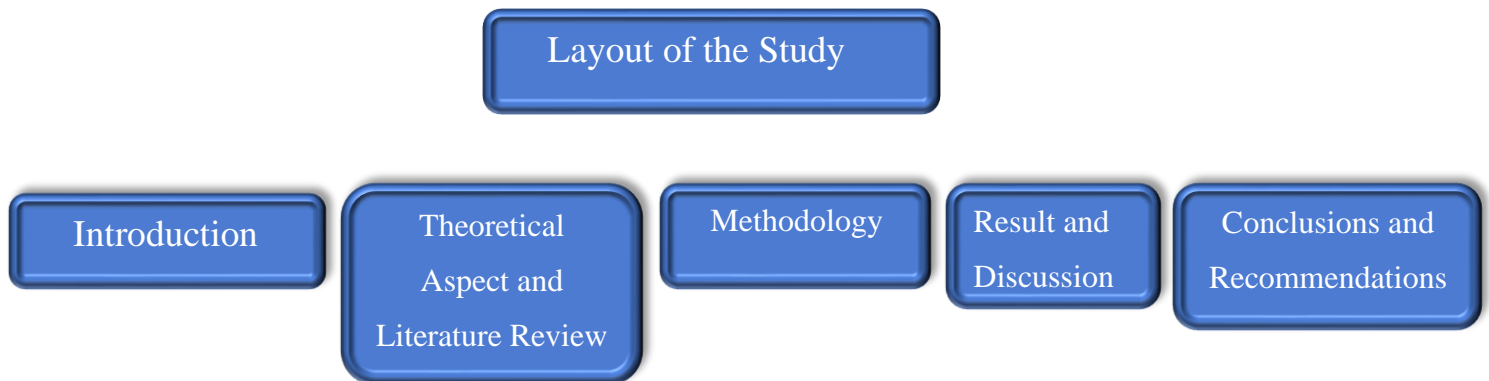 Layout of the Study
Introduction
Theoretical
Aspect and
Literature Review
Methodology
Result and
Discussion
Conclusions and
Recommendations